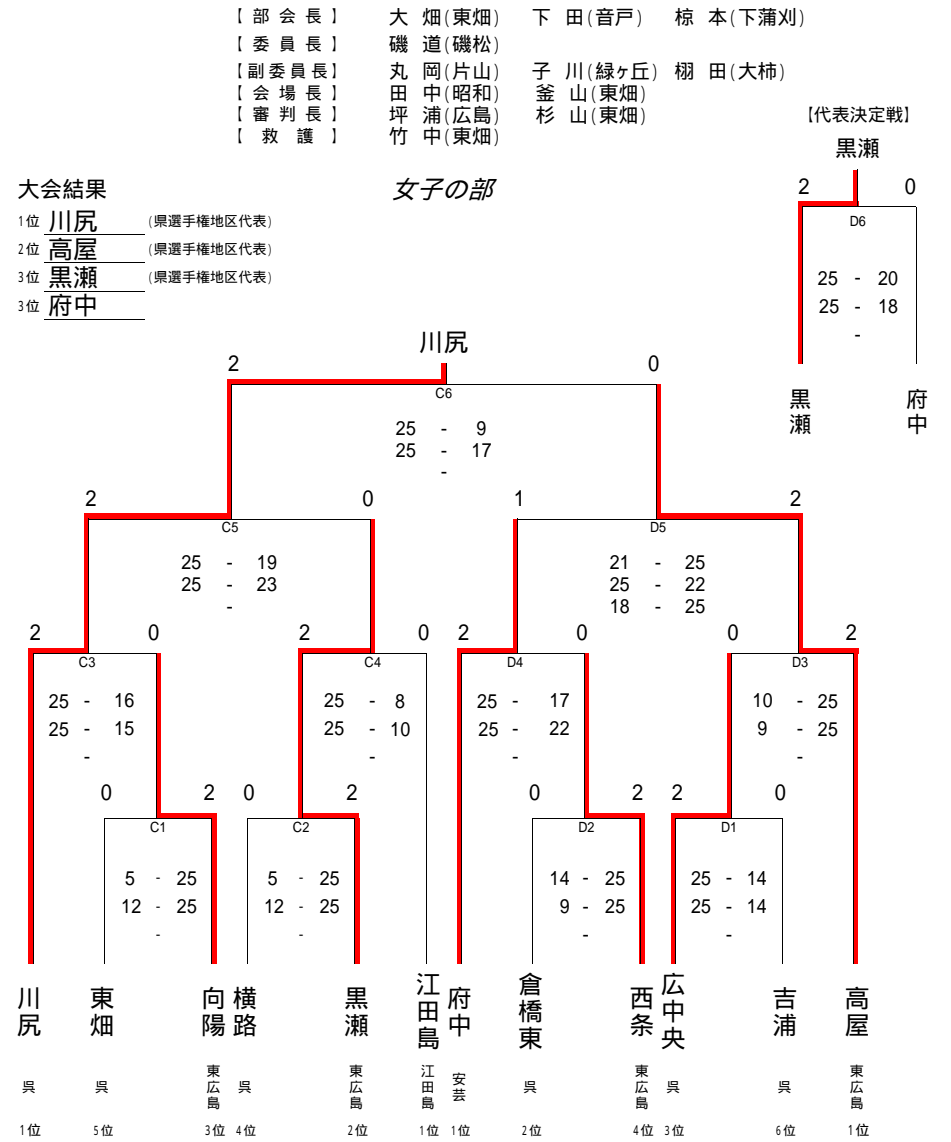 【 部 会 長 】 大 畑(東畑) 下 田(音戸) 椋 本(下蒲刈)
【 委 員 長 】 磯 道(磯松)
【副委員長】 丸 岡(片山) 子 川(緑ヶ丘) 栩 田(大柿)
【 会 場 長 】 田 中(昭和) 釜 山(東畑)
【 審 判 長 】 坪 浦(広島) 杉 山(東畑)
【 救 護 】 竹 中(東畑)
【代表決定戦】
黒瀬
2 0
D6
25 - 20
25 - 18
-
黒瀬 府中
大会結果
女子の部
1位 川尻 (県選手権地区代表)
2位 高屋 (県選手権地区代表)
3位 黒瀬 (県選手権地区代表)
3位 府中
川尻
2 0
C6
25 - 9
25 - 17
-
2 0 1 2
C5 D5
25 - 19 21 - 25
25 - 23 25 - 22
- 18 - 25
2 0 2 0 2 0 0 2
C3 C4 D4 D3
25 - 16 25 - 8 25 - 17 10 - 25
25 - 15 25 - 10 25 - 22 9 - 25
- - - -
0 2 0 2 0 2 2 0
C1 C2 D2 D1
5 - 25 5 - 25 14 - 25 25 - 14
12 - 25 12 - 25 9 - 25 25 - 14
- - - -
川尻 東畑 向陽 横路 黒瀬 江田島 府中 倉橋東 西条 広中央 吉浦 高屋
呉 呉 東広島 呉 東広島 江田島 安芸 呉 東広島 呉 呉 東広島
1位 5位 3位 4位 2位 1位 1位 2位 4位 3位 6位 1位